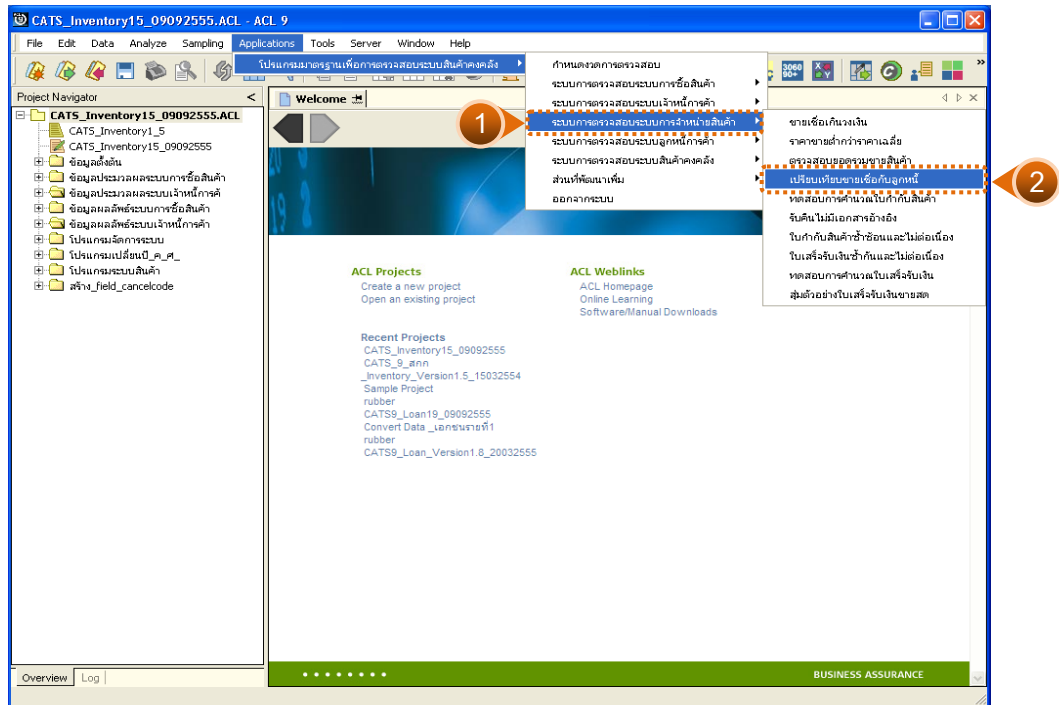 CATS_Inventory15_09092555.ACL - ACL 9
File Edit Data Analyze Sampling Applications Tools Server Window Help
โปรแกรมมาตรฐานเพื่อการตรวจสอบระบบสินค้าคงคลัง
กำหนดงวดการตรวจสอบ
ระบบการตรวจสอบระบบการซื้อสินค้า
ระบบการตรวจสอบระบบเจ้าหนี้การค้า
ระบบการตรวจสอบระบบการจำหน่ายสินค้า
ระบบการตรวจสอบระบบลูกหนี้การค้า
ระบบการตรวจสอบระบบสินค้าคงคลัง
ส่วนที่พัฒนาเพิ่ม
ออกจากระบบ
1
ขายเชื่อเกินวงเงิน
ราคาขายต่ำกว่าราคาเฉลี่ย
ตรวจสอบยอดรวมขายสินค้า
เปรียบเทียบขายเชื่อกับลูกหนี้
ทดสอบการคำนวณใบกำกับสินค้า
รับคืนไม่มีเอกสารอ้างอิง
ใบกำกับสินค้าซ้ำซ้อนและไม่ต่อเนื่อง
ใบเสร็จรับเงินซ้ำกันและไม่ต่อเนื่อง
ทดสอบการคำนวณใบเสร็จรับเงิน
สุ่มตัวอย่างใบเสร็จรับเงินขายสด
2
Project Navigator <
CATS_Inventory15_09092555.ACL
CATS_Inventory1_5
CATS_Inventory15_09092555
ข้อมูลตั้งต้น
ข้อมูลประมวลผลระบบการซื้อสินค้า
ข้อมูลประมวลผลระบบเจ้าหนี้การค้
ข้อมูลผลลัพธ์ระบบการซื้อสินค้า
ข้อมูลผลลัพธ์ระบบเจ้าหนี้การค้า
โปรแกรมจัดการระบบ
โปรแกรมเปลี่ยนปี_ค_ศ_
โปรแกรมระบบสินค้า
สร้าง_field_cancelcode
Welcome
ACL Projects
Create a new project
Open an existing project
Recent Projects
CATS_Inventory15_09092555
CATS_9_สกก
_Inventory_Version1.5_15032554
Sample Project
rubber
CATS9_Loan19_09092555
Convert Data _เอกชนรายที่1
rubber
CATS9_Loan_Version1.8_20032555
ACL Weblinks
ACL Homepage
Online Learning
Software/Manual Downloads
BUSINESS ASSURANCE
Overview Log